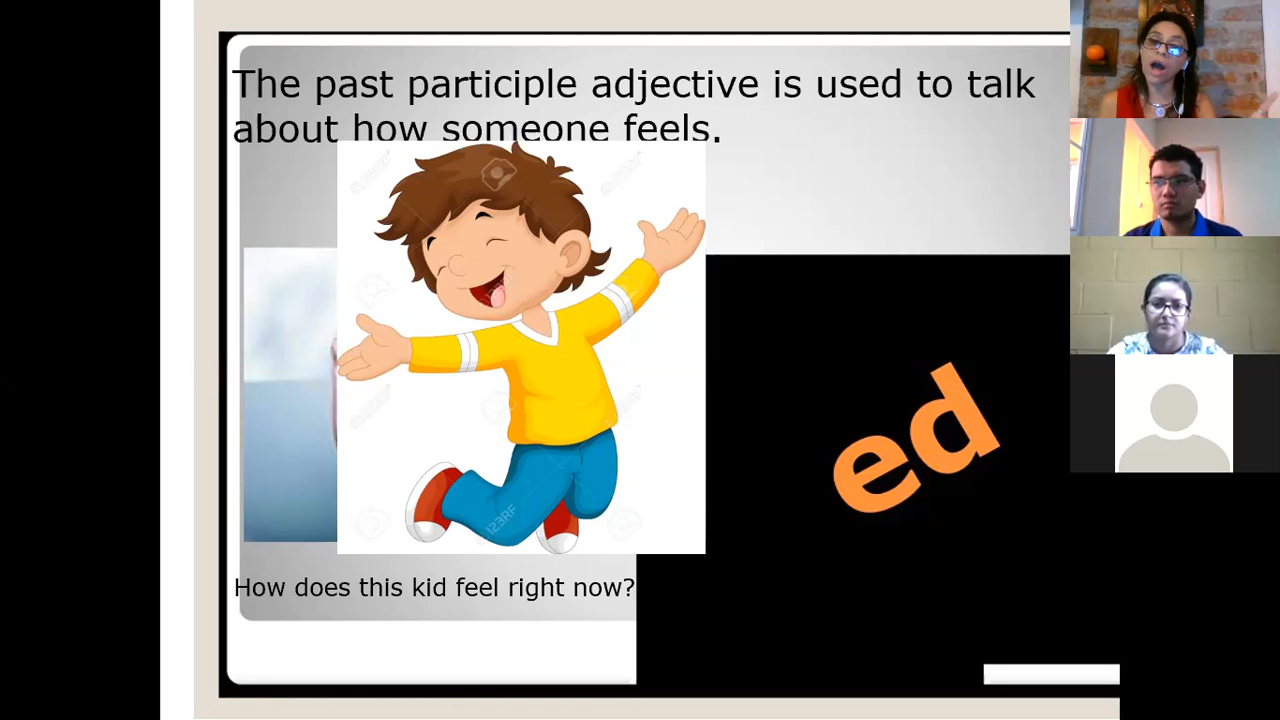 The past participle adjective is used to talk
about how someone feels.
ed
123RF
How does this kid feel right now?